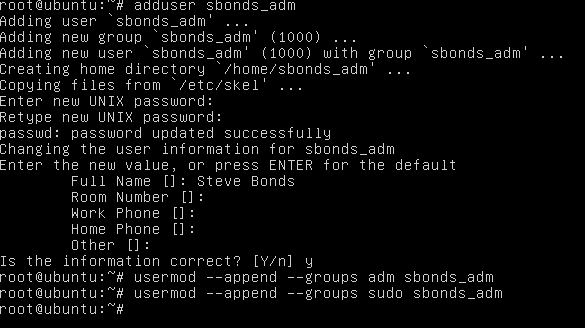 root@ubuntu:~# adduser sbonds_adm
Adding user `sbonds_adm' ...
Adding new group `sbonds_adm' (1000) ...
Adding new user `sbonds_adm' (1000) with group `sbonds_adm' ...
Creating home directory `/home/sbonds_adm' ...
Copying files from `/etc/skel' ...
Enter new UNIX password:
Retype new UNIX password:
passwd: password updated successfully
Changing the user information for sbonds_adm
Enter the new value, or press ENTER for the default
Full Name []: Steve Bonds
Room Number []:
Work Phone []:
Home Phone []:
Other []:
Is the information correct? [Y/n] y
root@ubuntu:~# usermod --append --groups adm sbonds_adm
root@ubuntu:~# usermod --append --groups sudo sbonds_adm
root@ubuntu:~#